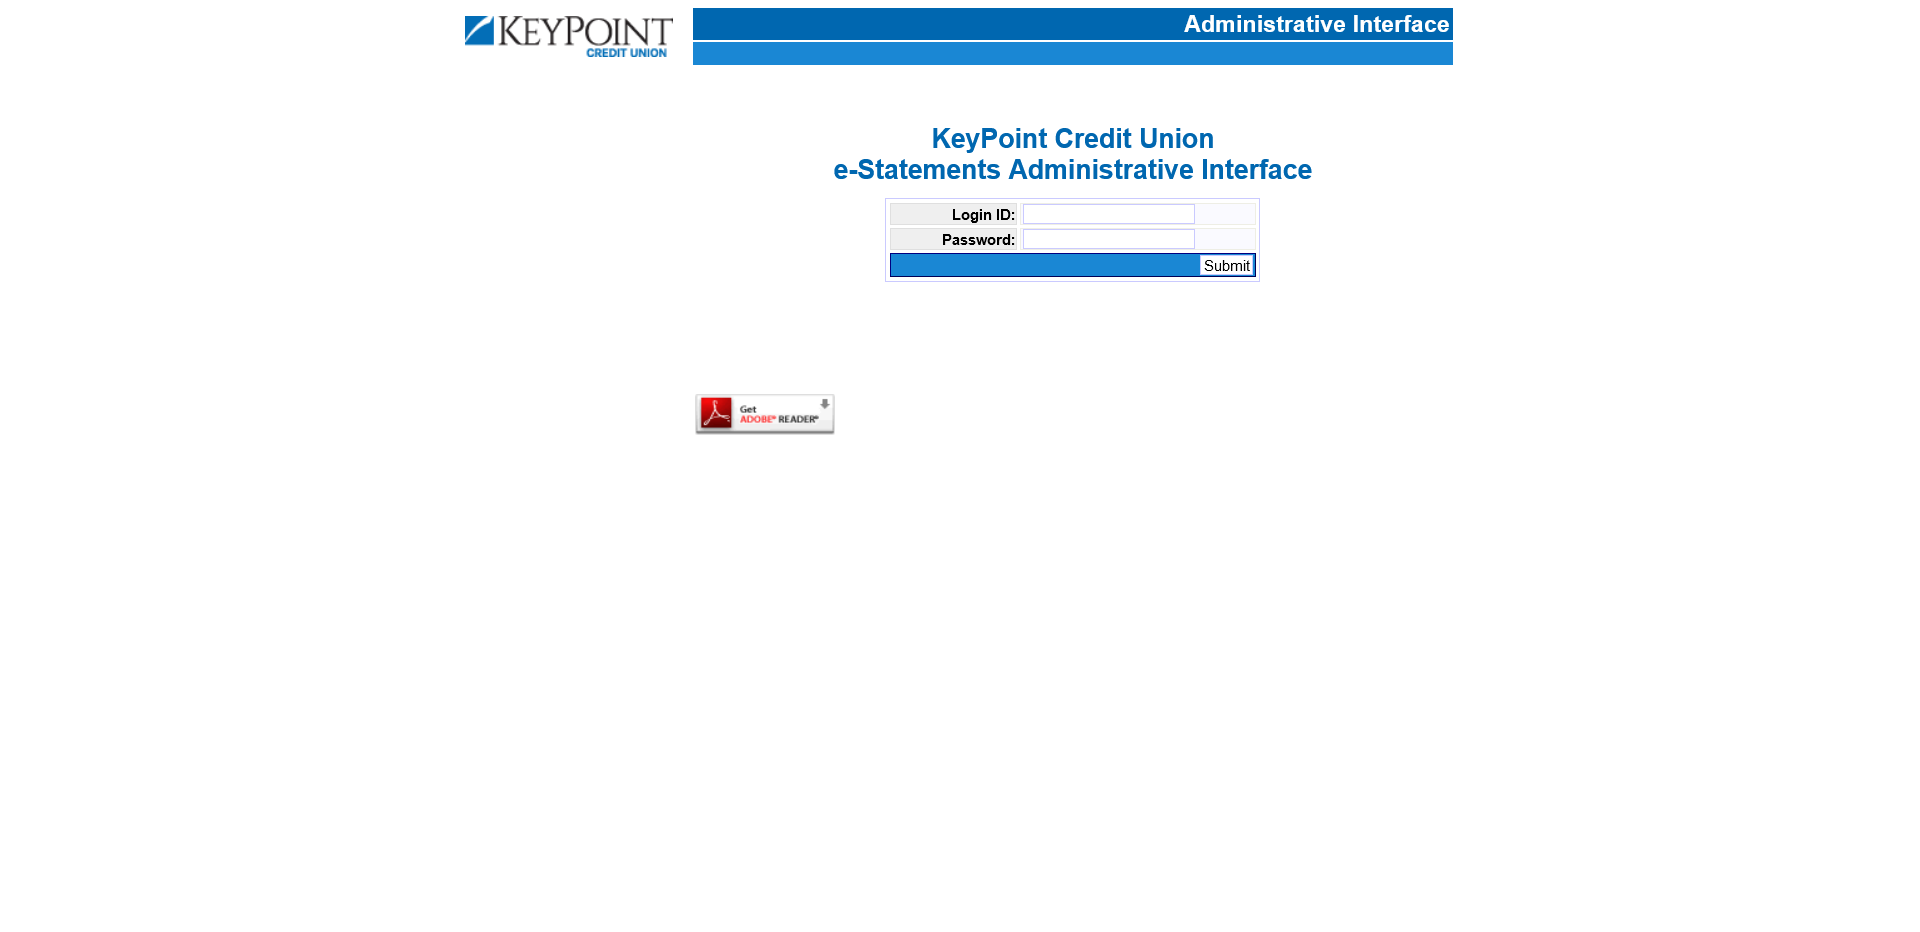 KEYPOINT
CREDIT UNION
Administrative Interface
KeyPoint Credit Union
e-Statements Administrative Interface
Login ID:
Password:
Submit
Get
ADOBE® READER®